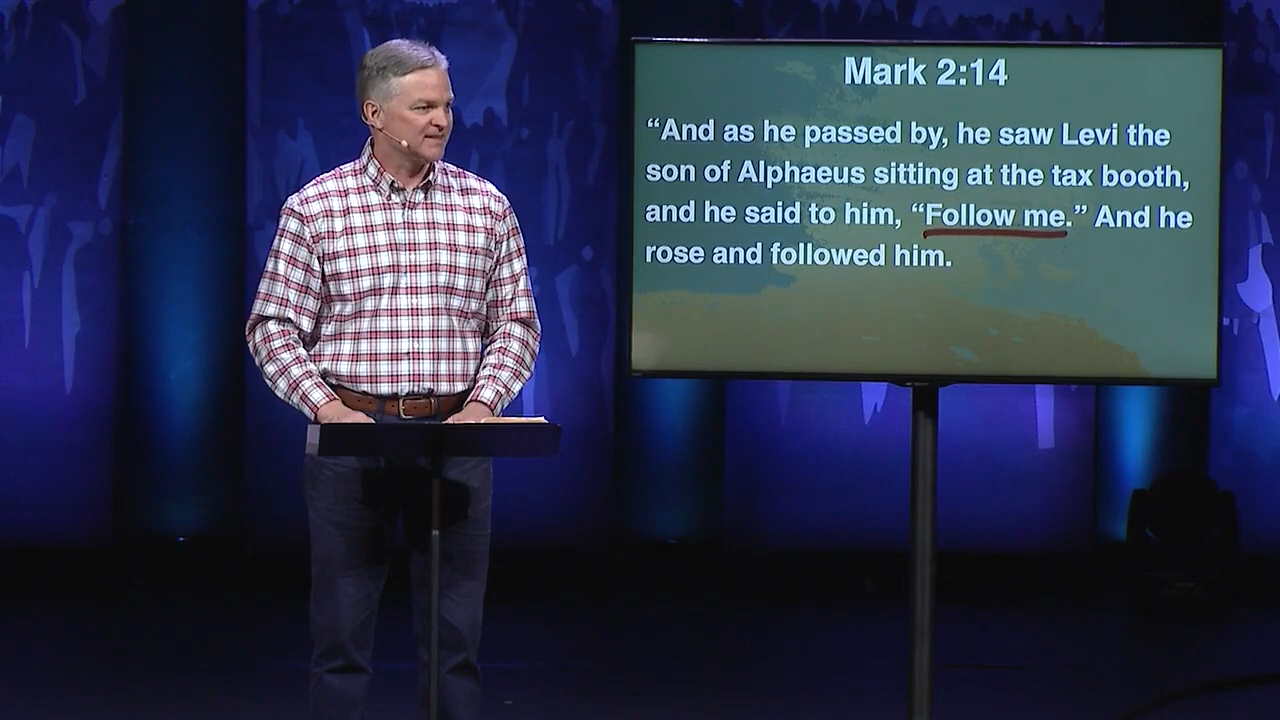 Mark 2:14
“And as he passed by, he saw Levi the
son of Alphaeus sitting at the tax booth,
and he said to him, “Follow me.” And he
rose and followed him.